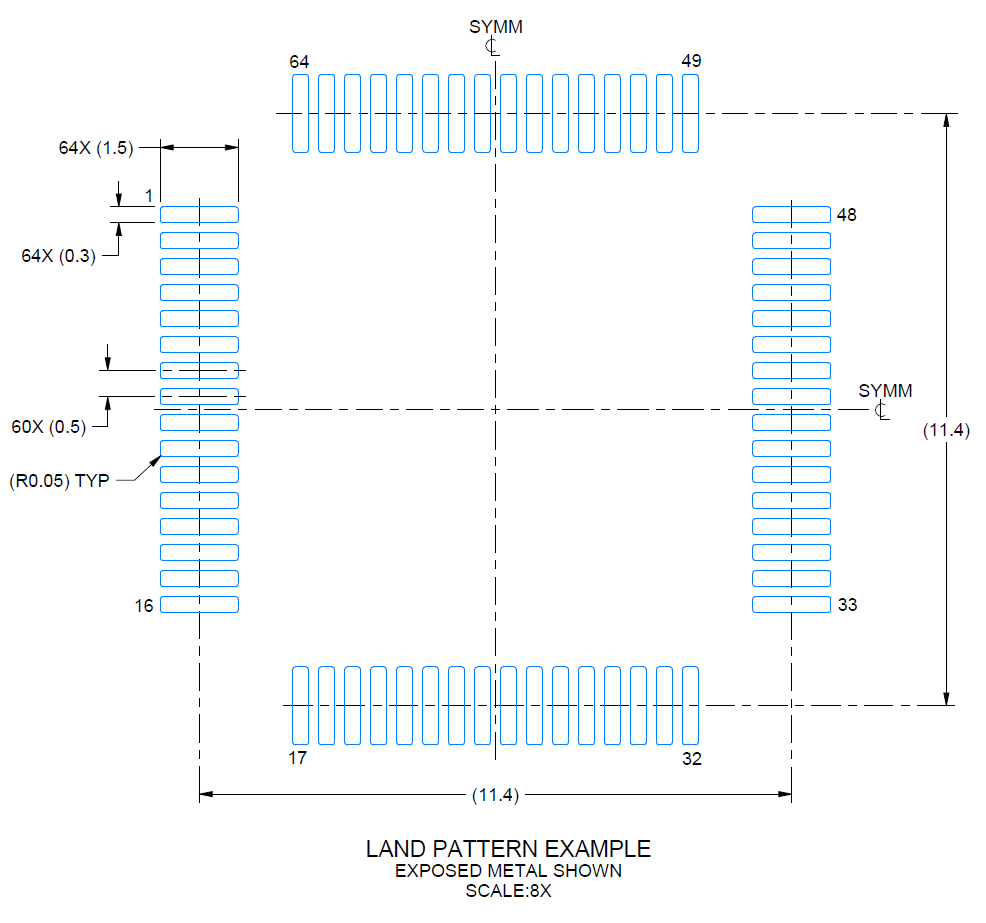 SYMM
64
49
64X (1.5)
1
48
64X (0.3)
SYMM
60X (0.5)
(11.4)
(R0.05) TYP
16
33
17
32
(11.4)
LAND PATTERN EXAMPLE
EXPOSED METAL SHOWN
SCALE:8X